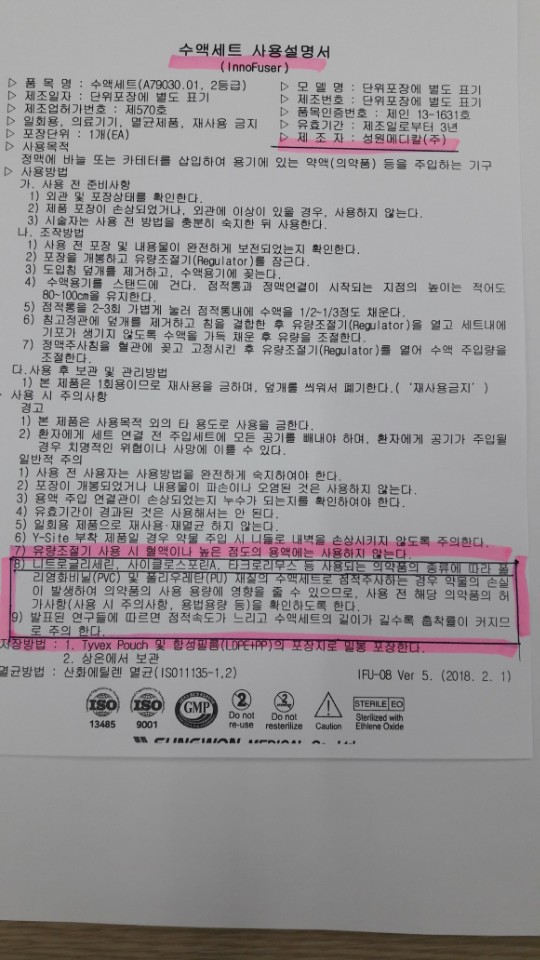 수액세트 사용설명서
(InnoFuser)
▷ 품 목 명 : 수액세트(A79030.01, 2등급)
▷ 모 델 명 : 단위포장에 별도 표기
▷ 제조일자 : 단위포장에 별도 표기
▷ 제조번호 : 단위포장에 별도 표기
▷ 제조업허가번호 : 제570호
▷ 품목인증번호 : 제인 13-1631호
▷ 일회용, 의료기기, 멸균제품, 재사용 금지
▷ 유효기간 : 제조일로부터 3년
▷ 포장단위 : 1개(EA)
▷ 제 조 자 : 성원메디칼(주)
▷ 사용목적
정맥에 바늘 또는 카테터를 삽입하여 용기에 있는 약액(의약품) 등을 주입하는 기구
▷ 사용방법
가. 사용 전 준비사항
1) 외관 및 포장상태를 확인한다.
2) 제품 포장이 손상되었거나, 외관에 이상이 있을 경우, 사용하지 않는다.
3) 시술자는 사용 전 방법을 충분히 숙지한 뒤 사용한다.
나. 조작방법
1) 사용 전 포장 및 내용물이 완전하게 보전되었는지 확인한다.
2) 포장을 개봉하고 유량조절기(Regulator)를 잠근다.
3) 도입침 덮개를 제거하고, 수액용기에 꽂는다.
4) 수액용기를 스탠드에 건다. 점적통과 정맥연결이 시작되는 지점의 높이는 적어도
80~100cm을 유지한다.
5) 점적통을 2-3회 가볍게 눌러 점적통내에 수액을 1/2~1/3정도 채운다.
6) 침고정관에 덮개를 제거하고 침을 결합한 후 유량조절기(Regulator)을 열고 세트내에
기포가 생기지 않도록 수액을 가득 채운 후 유량을 조절한다.
7) 정맥주사침을 혈관에 꽂고 고정시킨 후 유량조절기(Regulator)를 열어 수액 주입량을
조절한다.
다.사용 후 보관 및 관리방법
1) 본 제품은 1회용이므로 재사용을 금하며, 덮개를 씌워서 폐기한다.( ‘재사용금지’ )
사용 시 주의사항
경고
1) 본 제품은 사용목적 외의 타 용도로 사용을 금한다.
2) 환자에게 세트 연결 전 주입세트에 모든 공기를 빼내야 하며, 환자에게 공기가 주입될
경우 치명적인 위협이나 사망에 이를 수 있다.
일반적 주의
1) 사용 전 사용자는 사용방법을 완전하게 숙지하여야 한다.
2) 포장이 개봉되었거나 내용물이 파손이나 오염된 것은 사용하지 않는다.
3) 용액 주입 연결관이 손상되었는지 누수가 되는지를 확인하여야 한다.
4) 유효기간이 경과된 것은 사용해서는 안 된다.
5) 일회용 제품으로 재사용·재멸균 하지 않는다.
6) Y-Site 부착 제품일 경우 약물 주입 시 니들로 내벽을 손상시키지 않도록 주의한다.
7) 유량조절기 사용 시 혈액이나 높은 점도의 용액에는 사용하지 않는다.
8) 니트로글리세린, 사이클로스포린A, 타크로리무스 등 사용되는 의약품의 종류에 따라 폴
리염화비닐(PVC) 및 폴리우레탄(PU) 재질의 수액세트로 점적주사하는 경우 약물의 손실
이 발생하여 의약품의 사용 용량에 영향을 줄 수 있으므로, 사용 전 해당 의약품의 허
가사항(사용 시 주의사항, 용법용량 등)을 확인하도록 한다.
9) 발표된 연구들에 따르면 점적속도가 느리고 수액세트의 길이가 길수록 흡착률이 커지므
로 주의 한다.
저장방법 : 1. Tyvex Pouch 및 합성필름(LDPE+PP)의 포장지로 밀봉 포장한다.
2. 상온에서 보관
멸균방법 : 산화에틸렌 멸균(ISO11135-1,2)
IFU-08 Ver 5. (2018. 2. 1)
ISO
13485
ISO
9001
GMP
2
Do not
re-use
2
Do not
resterilize
Caution
STERILE EO
Sterilized with
Ethylene Oxide
SUNGWON MEDICAL Co.,Ltd